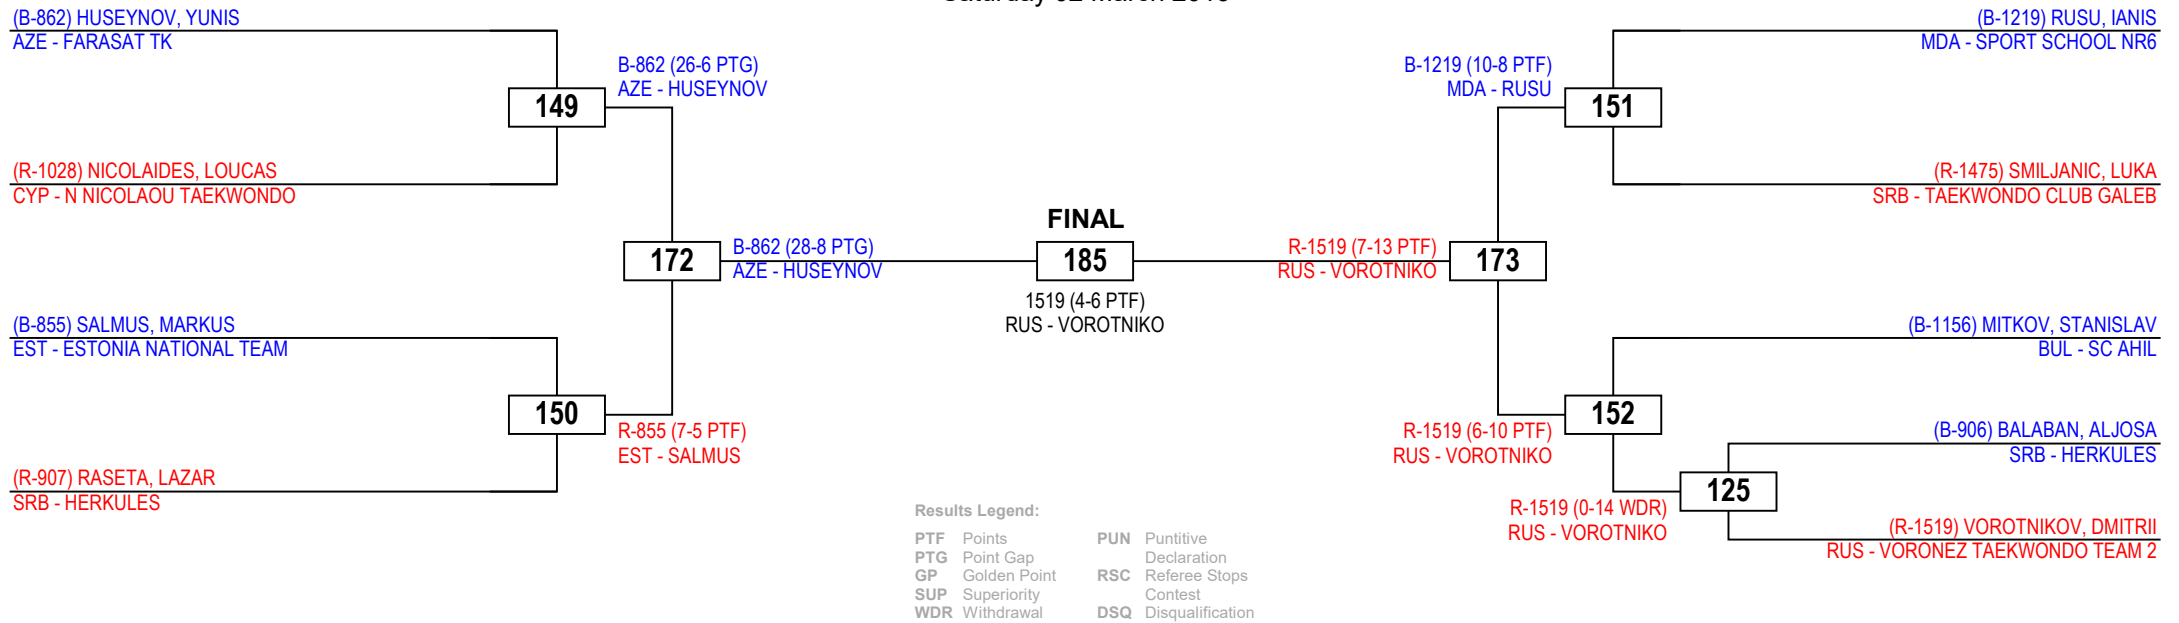 (B-862) HUSEYNOV, YUNIS
AZE - FARASAT TK
B-862 (26-6 PTG)
AZE - HUSEYNOV
149
(R-1028) NICOLAIDES, LOUCAS
CYP - N NICOLAOU TAEKWONDO
172
B-862 (28-8 PTG)
AZE - HUSEYNOV
(B-855) SALMUS, MARKUS
EST - ESTONIA NATIONAL TEAM
150
R-855 (7-5 PTF)
EST - SALMUS
(R-907) RASETA, LAZAR
SRB - HERKULES
FINAL
185
1519 (4-6 PTF)
RUS - VOROTNIKO
(B-1219) RUSU, IANIS
MDA - SPORT SCHOOL NR6
B-1219 (10-8 PTF)
MDA - RUSU
151
(R-1475) SMILJANIC, LUKA
SRB - TAEKWONDO CLUB GALEB
R-1519 (7-13 PTF)
RUS - VOROTNIKO
173
(B-1156) MITKOV, STANISLAV
BUL - SC AHIL
152
R-1519 (6-10 PTF)
RUS - VOROTNIKO
(B-906) BALABAN, ALJOSA
SRB - HERKULES
125
R-1519 (0-14 WDR)
RUS - VOROTNIKO
(R-1519) VOROTNIKOV, DMITRII
RUS - VORONEZ TAEKWONDO TEAM 2
Results Legend:
PTF Points
PTG Point Gap
GP Golden Point
SUP Superiority
WDR Withdrawal
PUN Puntitive
Declaration
RSC Referee Stops
Contest
DSQ Disqualification